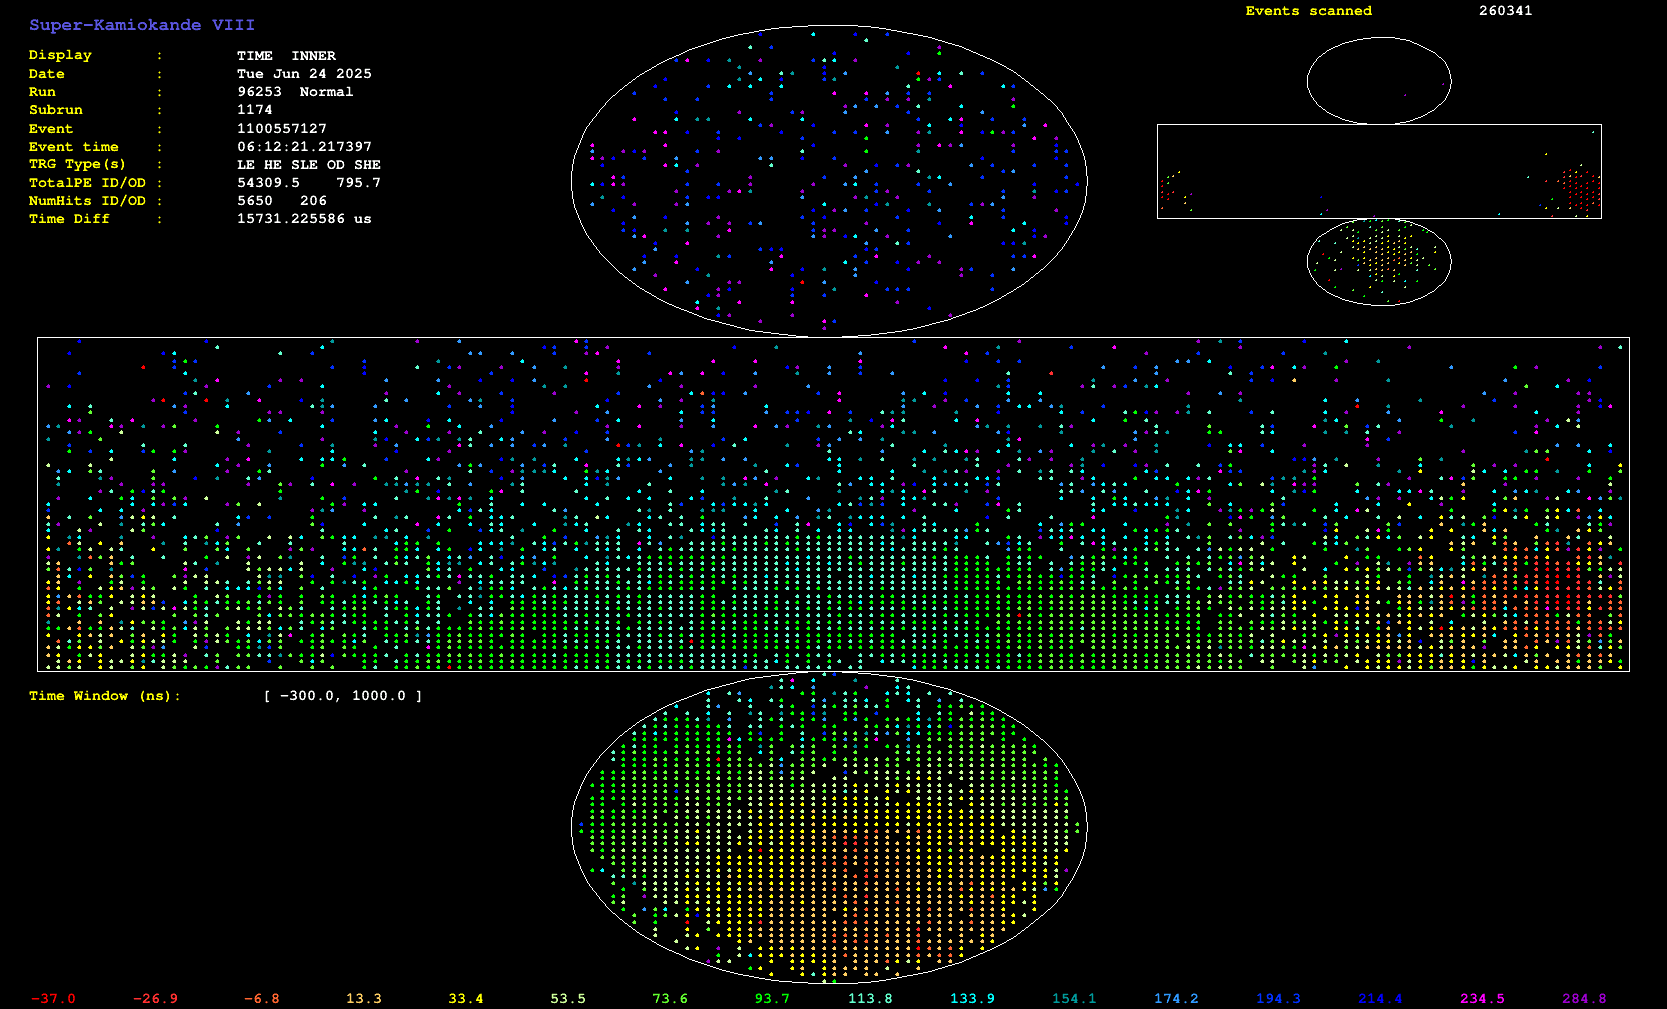 Super-Kamiokande VIII
Events scanned 260341
Display : TIME INNER
Date : Tue Jun 24 2025
Run : 96253 Normal
Subrun : 1174
Event : 1100557127
Event time : 06:12:21.217397
TRG Type(s) : LE HE SLE OD SHE
TotalPE ID/OD : 54309.5 795.7
NumHits ID/OD : 5650 206
Time Diff : 15731.225586 us
Time Window (ns): [ -300.0, 1000.0 ]
-37.0 -26.9 -6.8 13.3 33.4 53.5 73.6 93.7 113.8 133.9 154.1 174.2 194.3 214.4 234.5 284.8